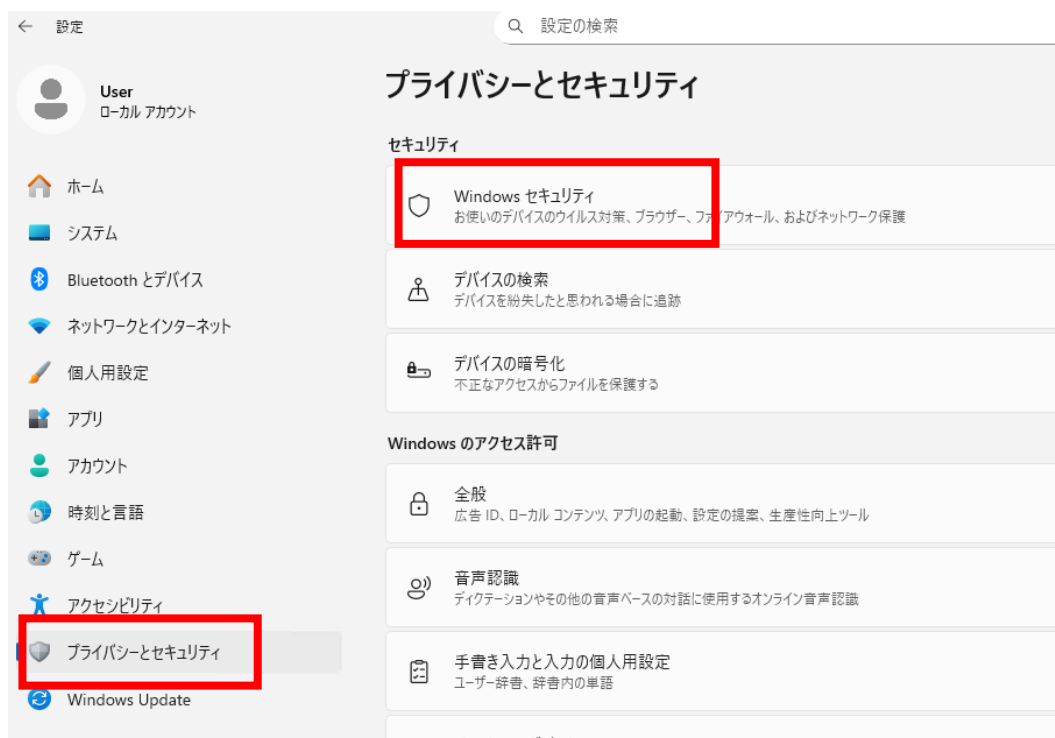 設定
設定の検索
User
ローカル アカウント
ホーム
システム
Bluetooth とデバイス
ネットワークとインターネット
個人用設定
アプリ
アカウント
時刻と言語
ゲーム
アクセシビリティ
プライバシーとセキュリティ
Windows Update
プライバシーとセキュリティ
セキュリティ
Windows セキュリティ
お使いのデバイスのウイルス対策、ブラウザー、ファイアウォール、およびネットワーク保護
デバイスの検索
デバイスを紛失したと思われる場合に追跡
デバイスの暗号化
不正なアクセスからファイルを保護する
Windows のアクセス許可
全般
広告 ID、ローカル コンテンツ、アプリの起動、設定の提案、生産性向上ツール
音声認識
ディクテーションやその他の音声ベースの対話に使用するオンライン音声認識
手書き入力と入力の個人用設定
ユーザー辞書、辞書内の単語